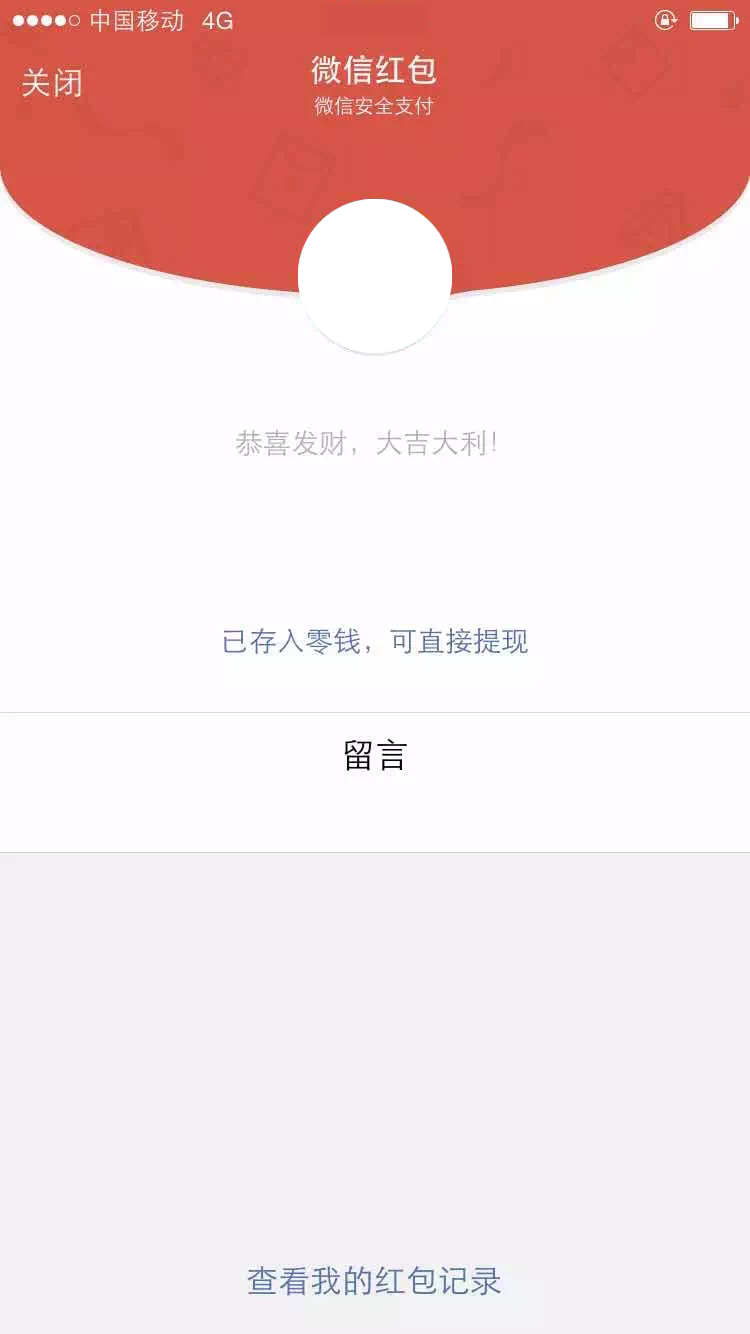 中国移动 4G
关闭
微信红包
微信安全支付
恭喜发财，大吉大利！
已存入零钱，可直接提现
留言
查看我的红包记录